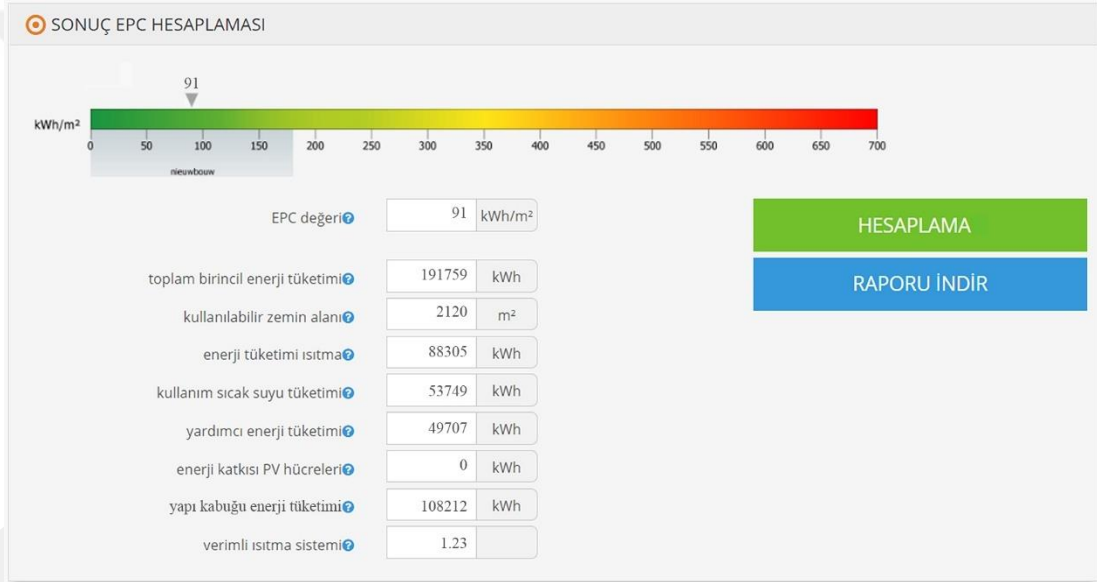 SONUÇ EPC HESAPLAMASI
91
kWh/m²
0 50 100 150 200 250 300 350 400 450 500 550 600 650 700
nieuwbouw
EPC değeri 91 kWh/m²
HESAPLAMA
RAPORU İNDİR
toplam birincil enerji tüketimi 191759 kWh
kullanılabilir zemin alanı 2120 m²
enerji tüketimi ısıtma 88305 kWh
kullanım sıcak suyu tüketimi 53749 kWh
yardımcı enerji tüketimi 49707 kWh
enerji katkısı PV hücreleri 0 kWh
yapı kabuğu enerji tüketimi 108212 kWh
verimli ısıtma sistemi 1.23